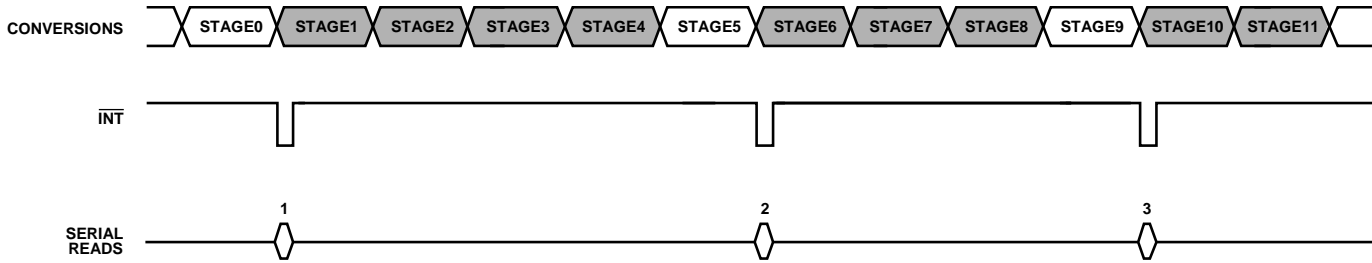 CONVERSIONS STAGE0 STAGE1 STAGE2 STAGE3 STAGE4 STAGE5 STAGE6 STAGE7 STAGE8 STAGE9 STAGE10 STAGE11
INT
1 2 3
SERIAL
READS